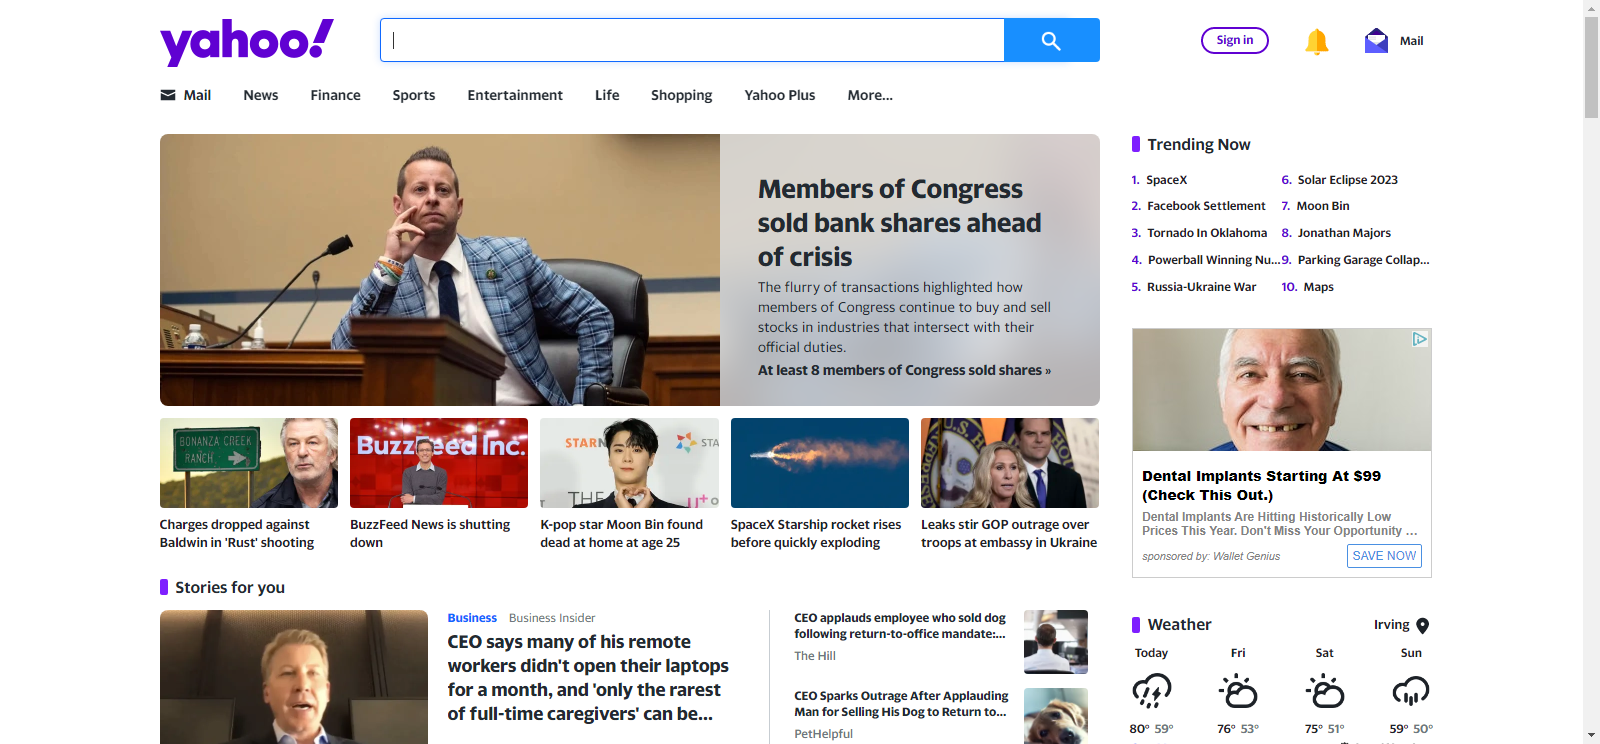 yahoo!
Sign in
Mail
Mail
News
Finance
Sports
Entertainment
Life
Shopping
Yahoo Plus
More...
Members of Congress
sold bank shares ahead
of crisis
The flurry of transactions highlighted how
members of Congress continue to buy and sell
stocks in industries that intersect with their
official duties.
At least 8 members of Congress sold shares »
BONANZA CREEK
RANCH
Charges dropped against
Baldwin in 'Rust' shooting
BuzzFeed Inc.
BuzzFeed News is shutting
down
STARN
STA
THE
U+
K-pop star Moon Bin found
dead at home at age 25
SpaceX Starship rocket rises
before quickly exploding
Leaks stir GOP outrage over
troops at embassy in Ukraine
Stories for you
Business Business Insider
CEO says many of his remote
workers didn't open their laptops
for a month, and 'only the rarest
of full-time caregivers' can be...
CEO applauds employee who sold dog
following return-to-office mandate:...
The Hill
CEO Sparks Outrage After Applauding
Man for Selling His Dog to Return to...
PetHelpful
Trending Now
1. SpaceX
2. Facebook Settlement
3. Tornado In Oklahoma
4. Powerball Winning Nu...
5. Russia-Ukraine War
6. Solar Eclipse 2023
7. Moon Bin
8. Jonathan Majors
9. Parking Garage Collap...
10. Maps
Dental Implants Starting At $99
(Check This Out.)
Dental Implants Are Hitting Historically Low
Prices This Year. Don't Miss Your Opportunity ...
sponsored by: Wallet Genius
SAVE NOW
Weather
Irving
Today Fri Sat Sun
80° 59° 76° 53° 75° 51° 59° 50°